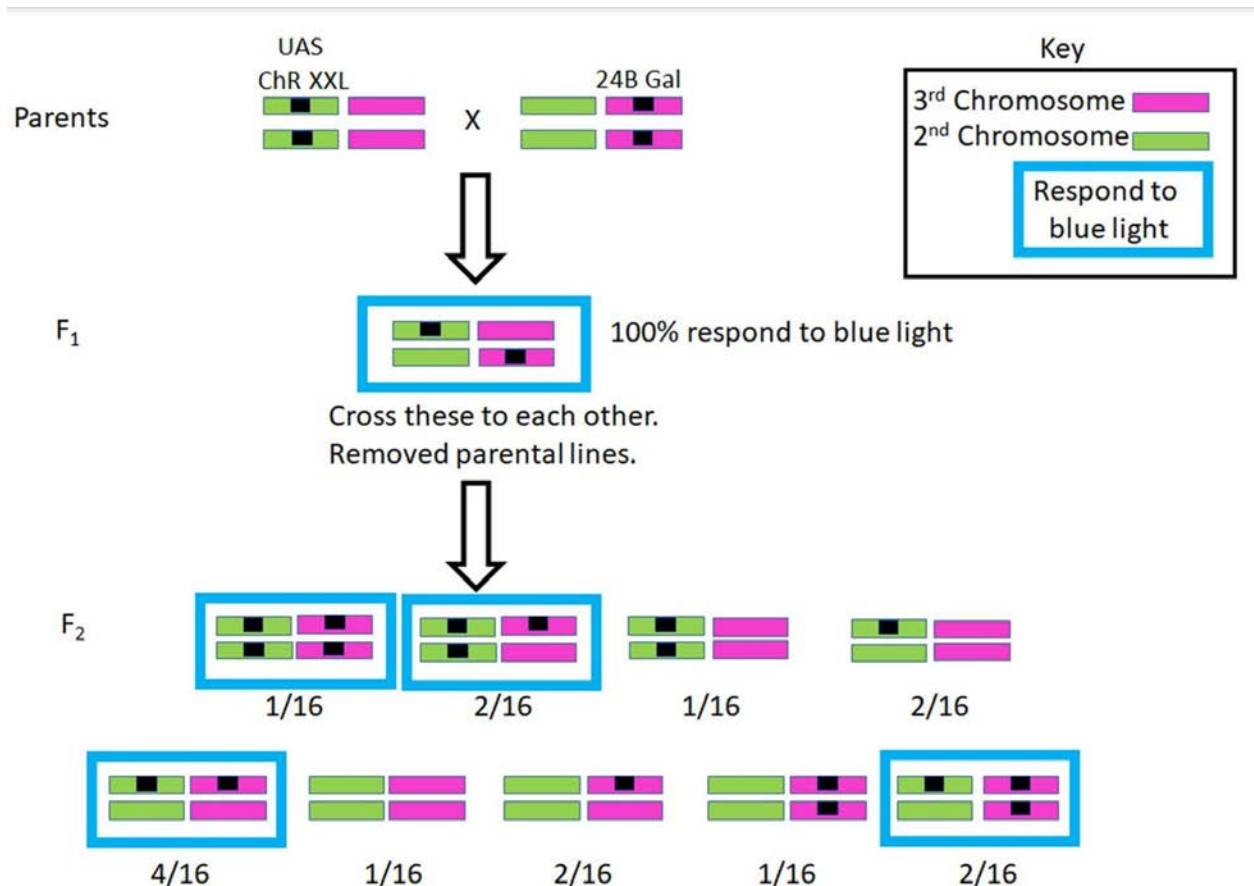 UAS
ChR XXL
24B Gal
Parents
X
Key
3rd Chromosome
2nd Chromosome
Respond to
blue light
F1
100% respond to blue light
Cross these to each other.
Removed parental lines.
F2
1/16
2/16
1/16
2/16
4/16
1/16
2/16
1/16
2/16